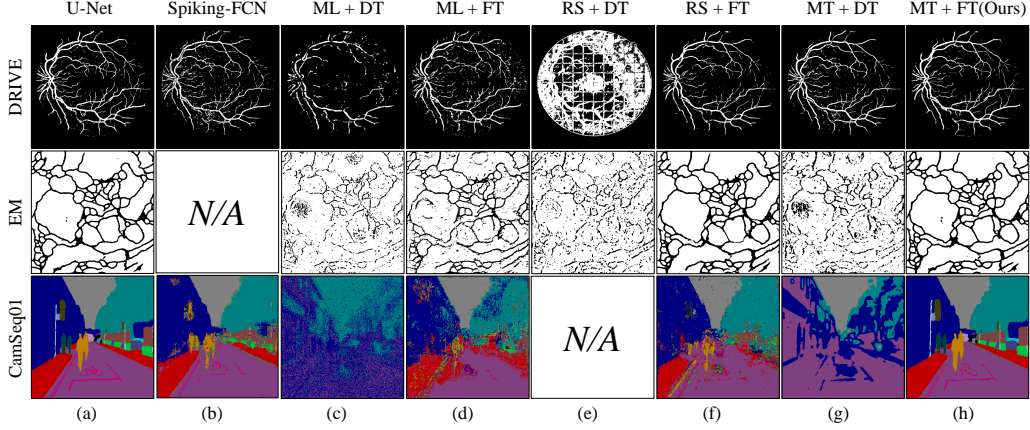 U-Net Spiking-FCN ML + DT ML + FT RS + DT RS + FT MT + DT MT + FT(Ours)
DRIVE
EM
N/A
CamSeq01
N/A
(a) (b) (c) (d) (e) (f) (g) (h)